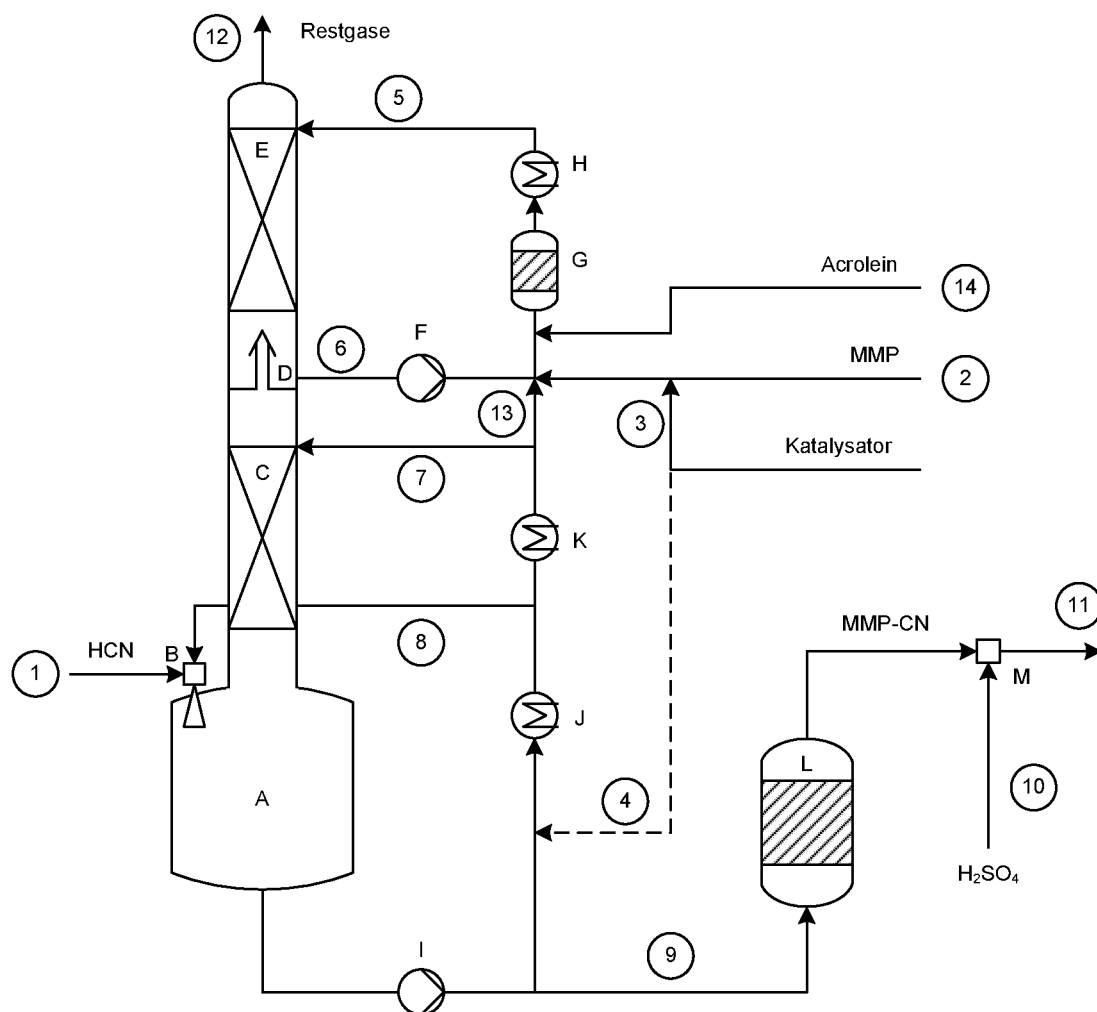 12
Restgase
5
E
H
G
Acrolein
14
F
MMP
6
D
2
13
3
Katalysator
C
7
K
8
MMP-CN
11
HCN
B
1
M
J
L
A
4
10
H₂SO₄
I
9